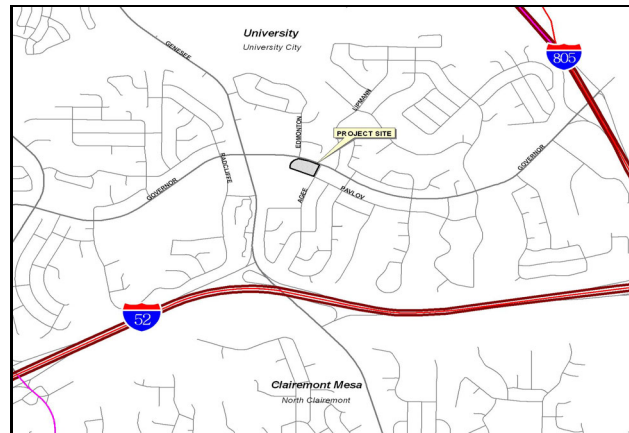 University
University City
GENESEE
805
LIPMANN
PROJECT SITE
EDMONTON
RADCLIFFE
GOVERNOR
GOVERNOR
AGEE
PAVLOV
52
Clairemont Mesa
North Clairemont